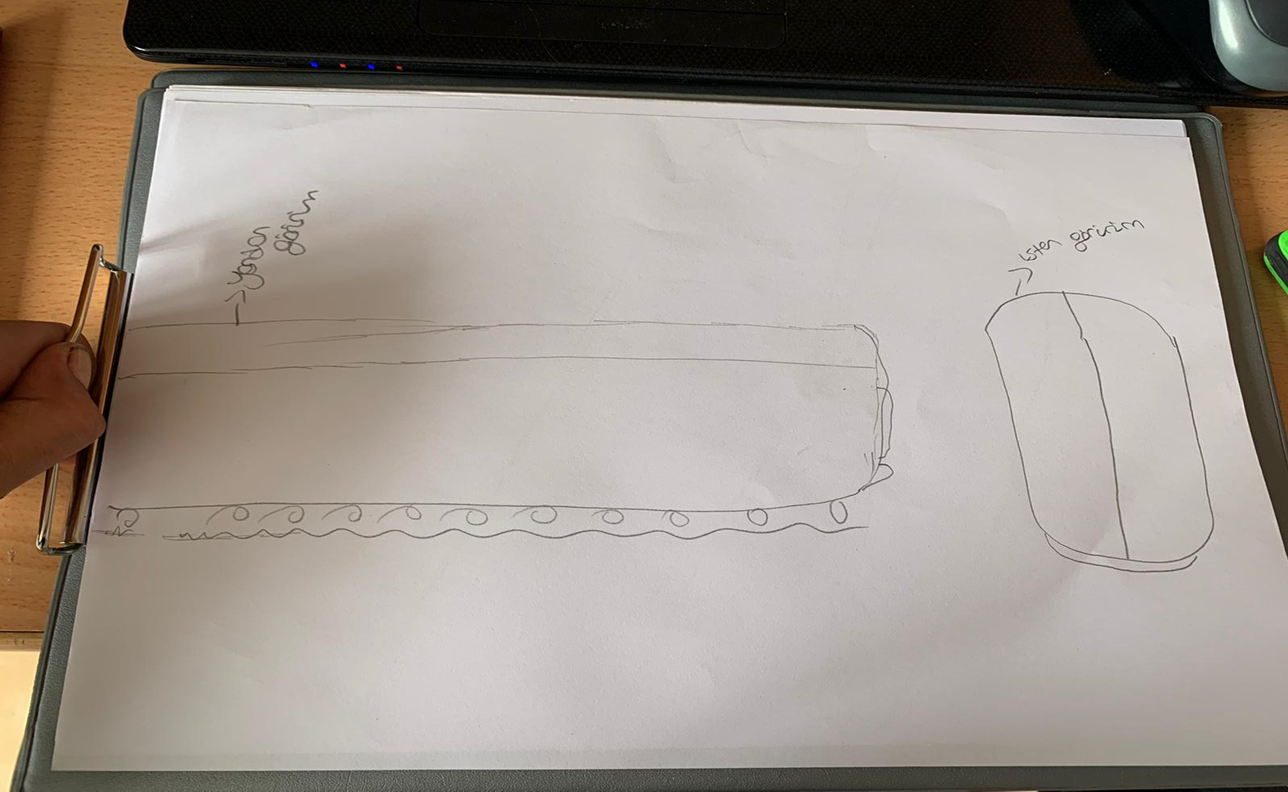 → Yandan
görünüm
→ üsten görünüm